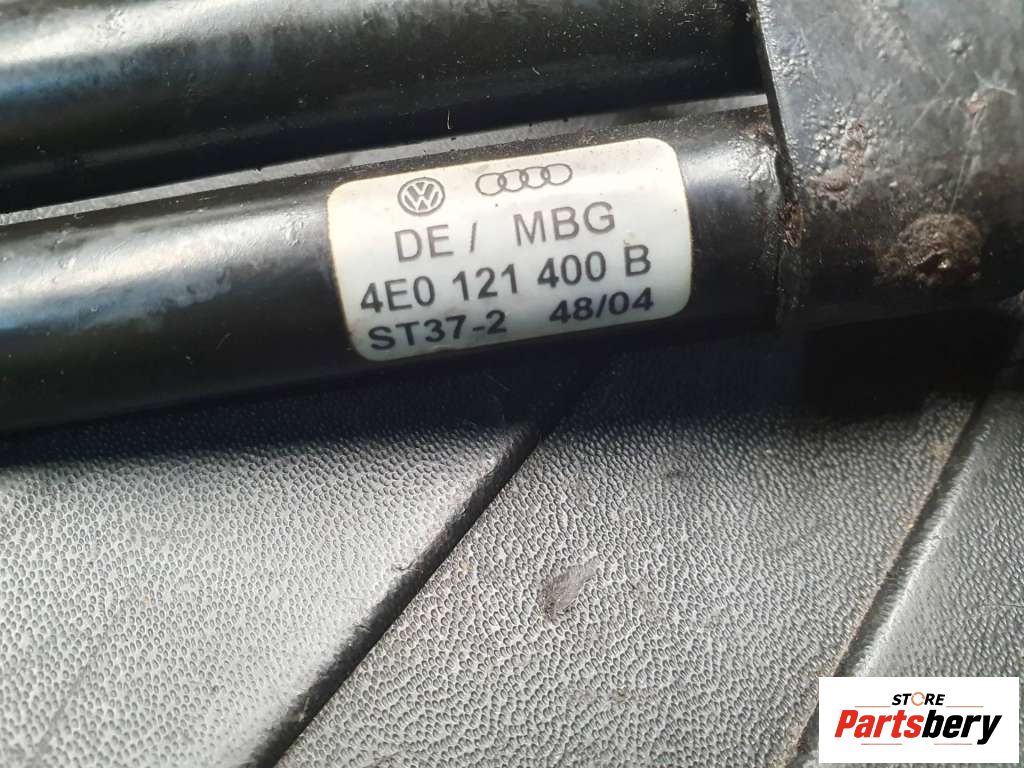 DE / MBG
4E0 121 400 B
ST37-2 48/04
STORE
Partsbery